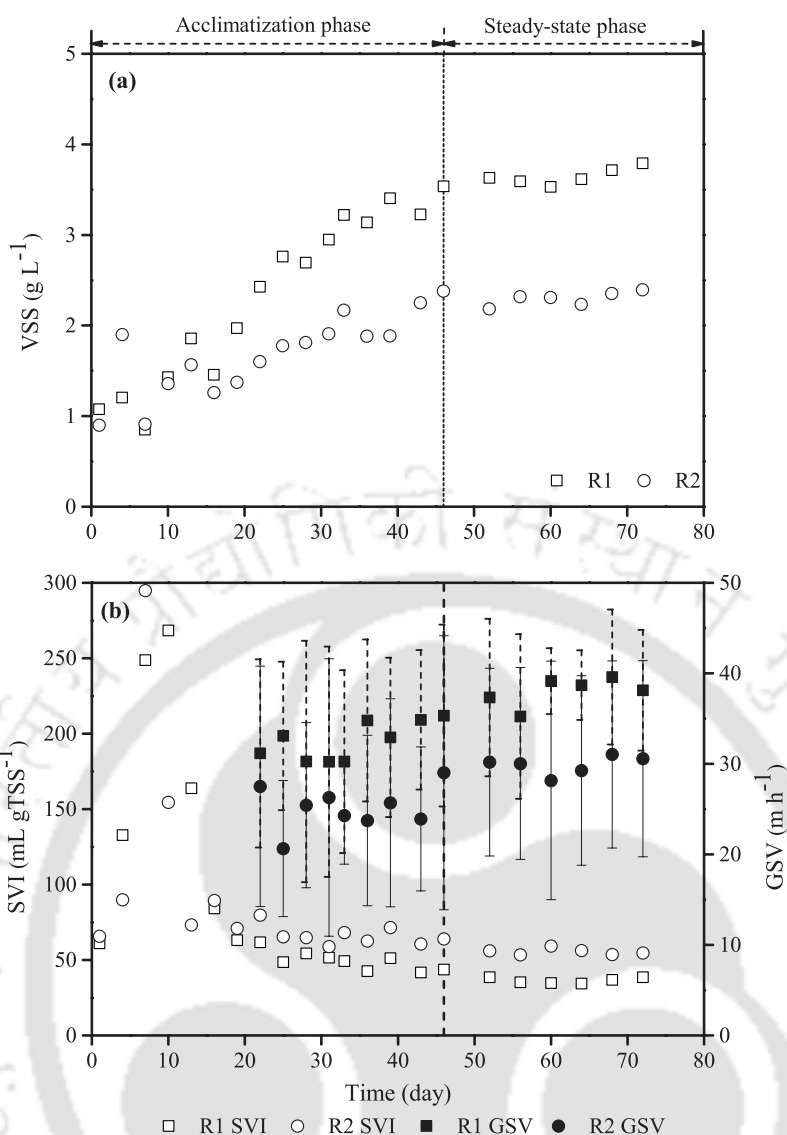 Acclimatization phase Steady-state phase
5
(a)
4
3
2
1
0
VSS (g L⁻¹)
R1 R2
0 10 20 30 40 50 60 70 80
300 50
(b)
250
40
200
30
150
20
100
10
50
0 0
SVI (mL gTSS⁻¹)
GSV (m h⁻¹)
0 10 20 30 40 50 60 70 80
Time (day)
R1 SVI R2 SVI R1 GSV R2 GSV